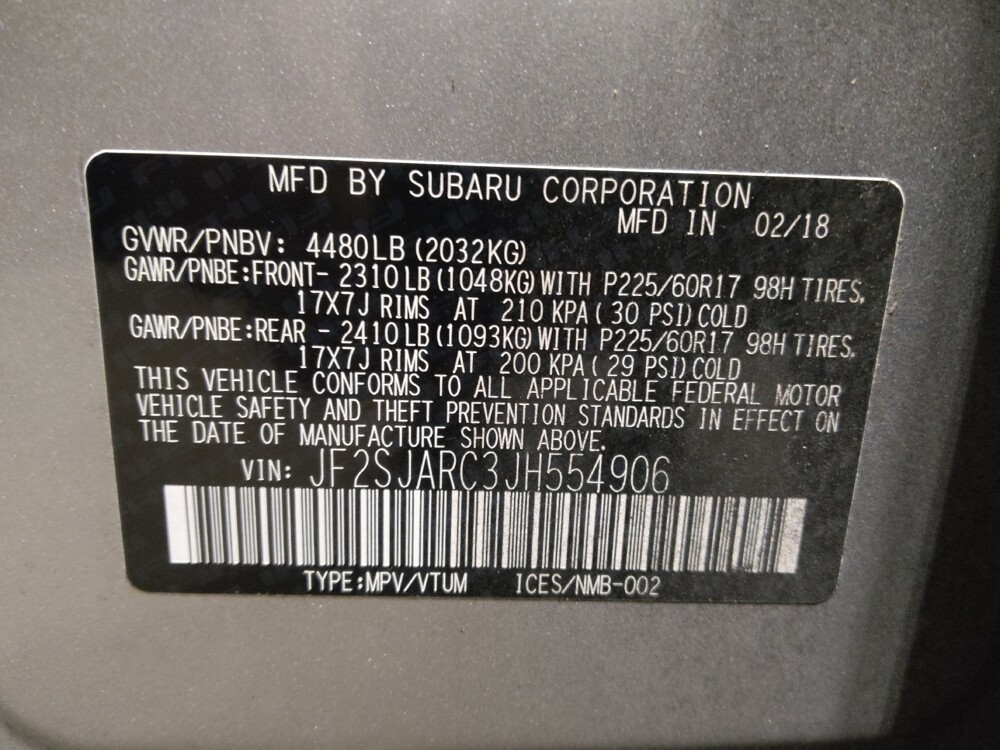 MFD BY SUBARU CORPORATION
MFD IN 02/18
GVWR/PNBV: 4480LB (2032KG)
GAWR/PNBE:FRONT- 2310LB (1048KG) WITH P225/60R17 98H TIRES,
17X7J RIMS AT 210 KPA ( 30 PSI) COLD
GAWR/PNBE:REAR - 2410LB (1093KG) WITH P225/60R17 98H TIRES,
17X7J RIMS AT 200 KPA ( 29 PSI) COLD
THIS VEHICLE CONFORMS TO ALL APPLICABLE FEDERAL MOTOR
VEHICLE SAFETY AND THEFT PREVENTION STANDARDS IN EFFECT ON
THE DATE OF MANUFACTURE SHOWN ABOVE.
VIN: JF2SJARC3JH554906
TYPE:MPV/VTUM ICES/NMB-002